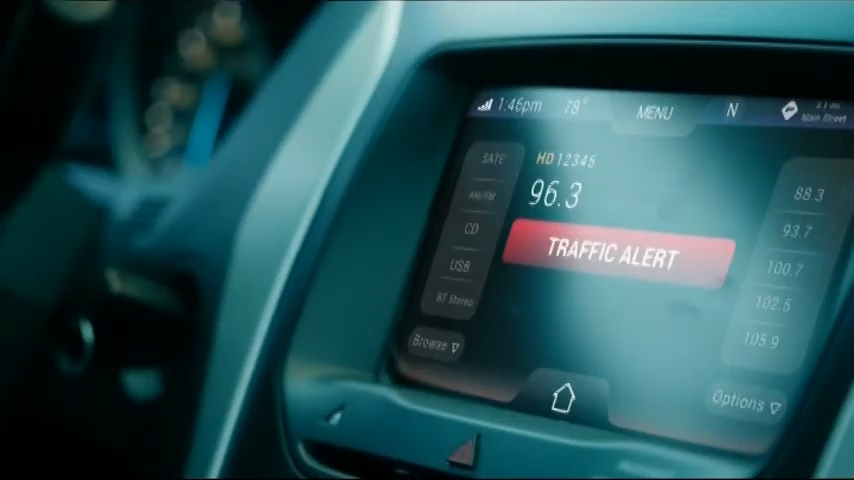 1:45pm 78° MENU N
Main Street
SATE
AM/FM
CD
USB
BT Stereo
Browse
HD 12345
96.3
TRAFFIC ALERT
88.3
93.7
100.7
102.5
105.9
Options